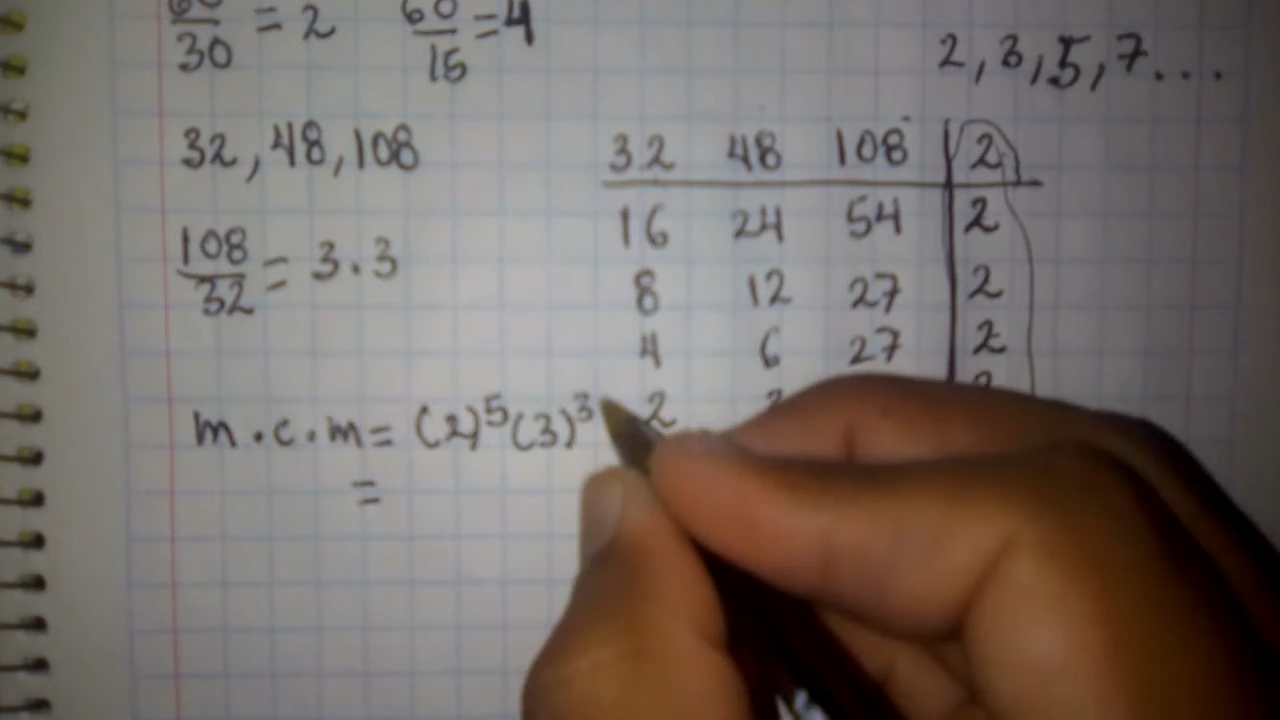 60/30 = 2 60/15 = 4
2, 3, 5, 7...
32, 48, 108
108/32 = 3.3
m.c.m = (2)⁵(3)³
=
32 48 108 | 2
16 24 54 | 2
8 12 27 | 2
4 6 27 | 2
2